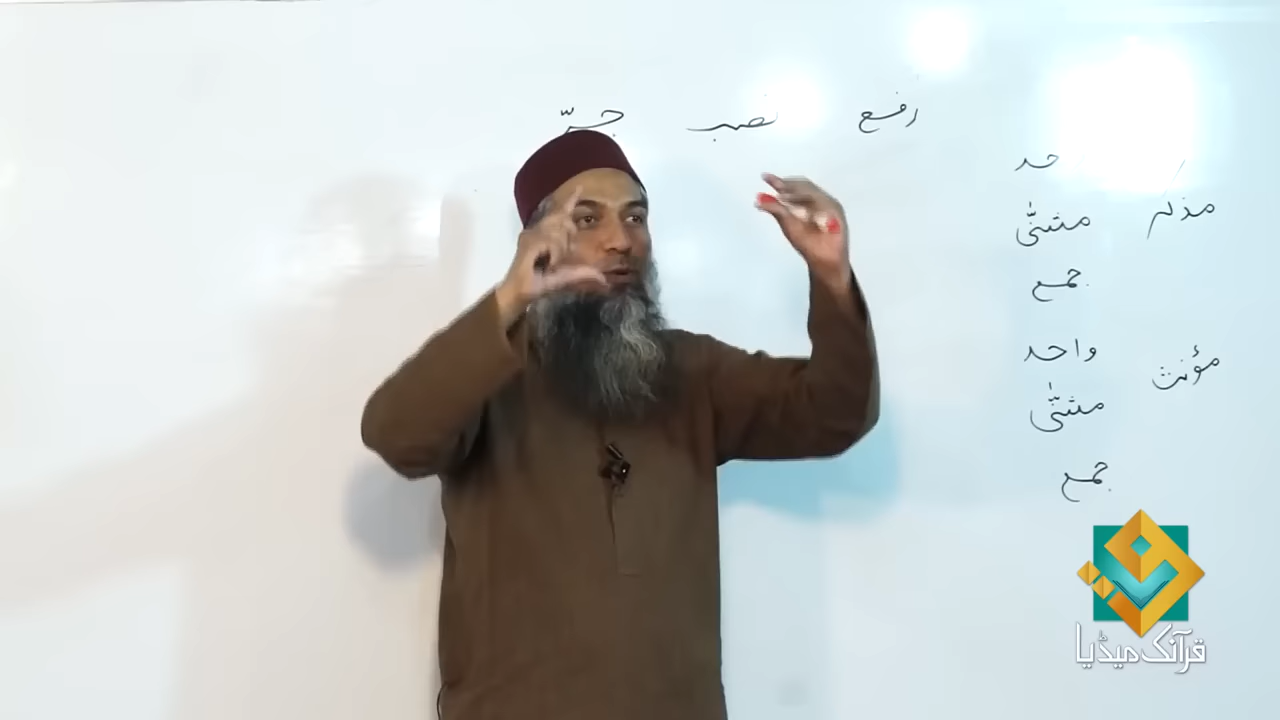 رفع نصب جرّ
حد
مذکر مثنّٰی
جمع
واحد
مؤنث مثنّٰی
جمع
قرآنک میڈیا